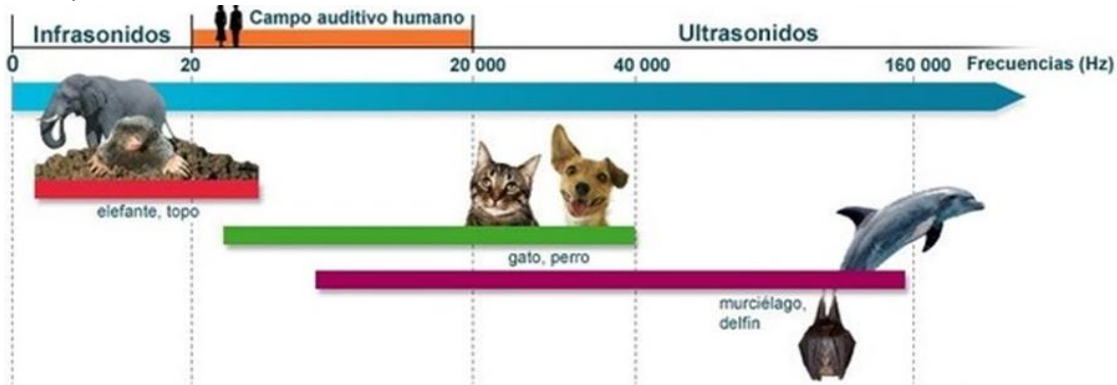 Infrasonidos
Campo auditivo humano
Ultrasonidos
0
20
20 000
40 000
160 000
Frecuencias (Hz)
elefante, topo
gato, perro
murciélago,
delfin